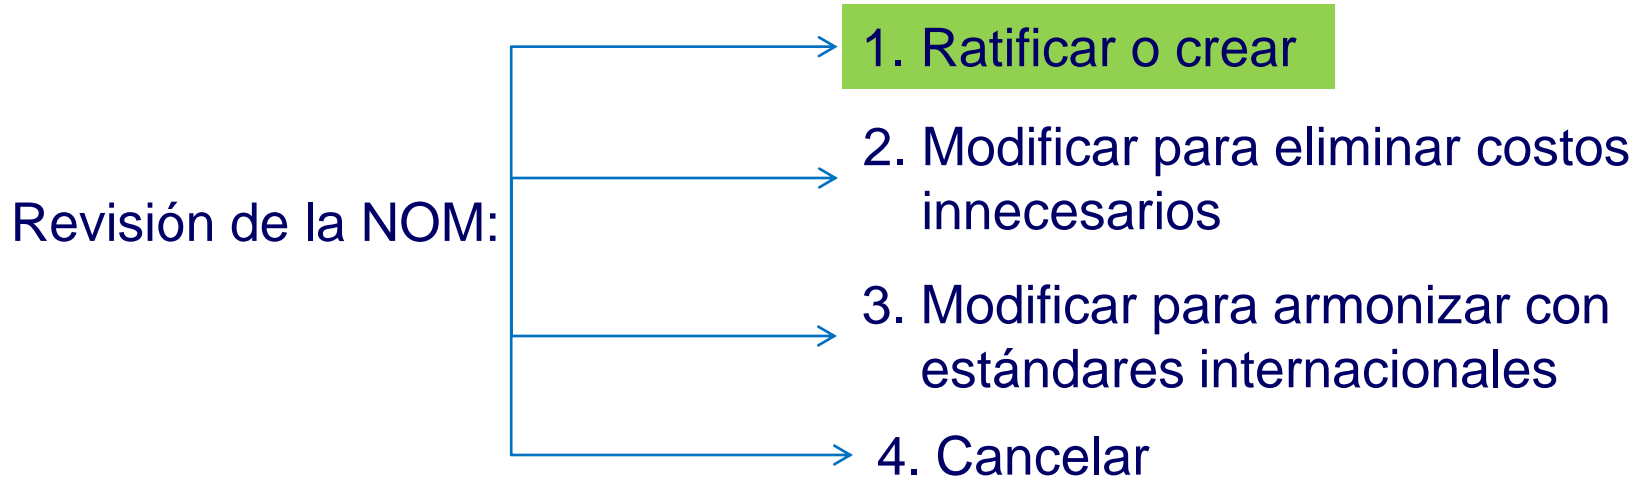 1. Ratificar o crear
2. Modificar para eliminar costos
innecesarios
Revisión de la NOM:
3. Modificar para armonizar con
estándares internacionales
4. Cancelar